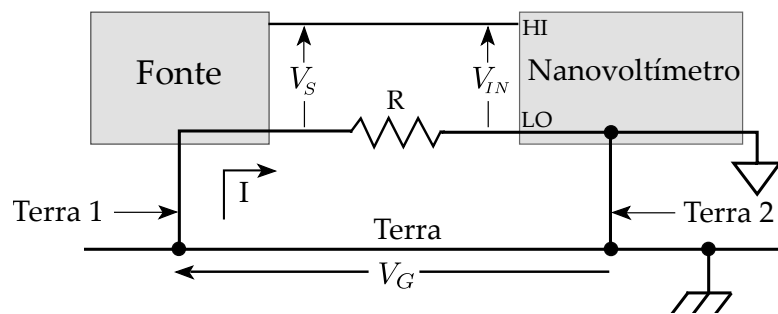 Fonte
V_S
R
V_IN
HI
Nanovoltímetro
LO
I
Terra 1
Terra
Terra 2
V_G